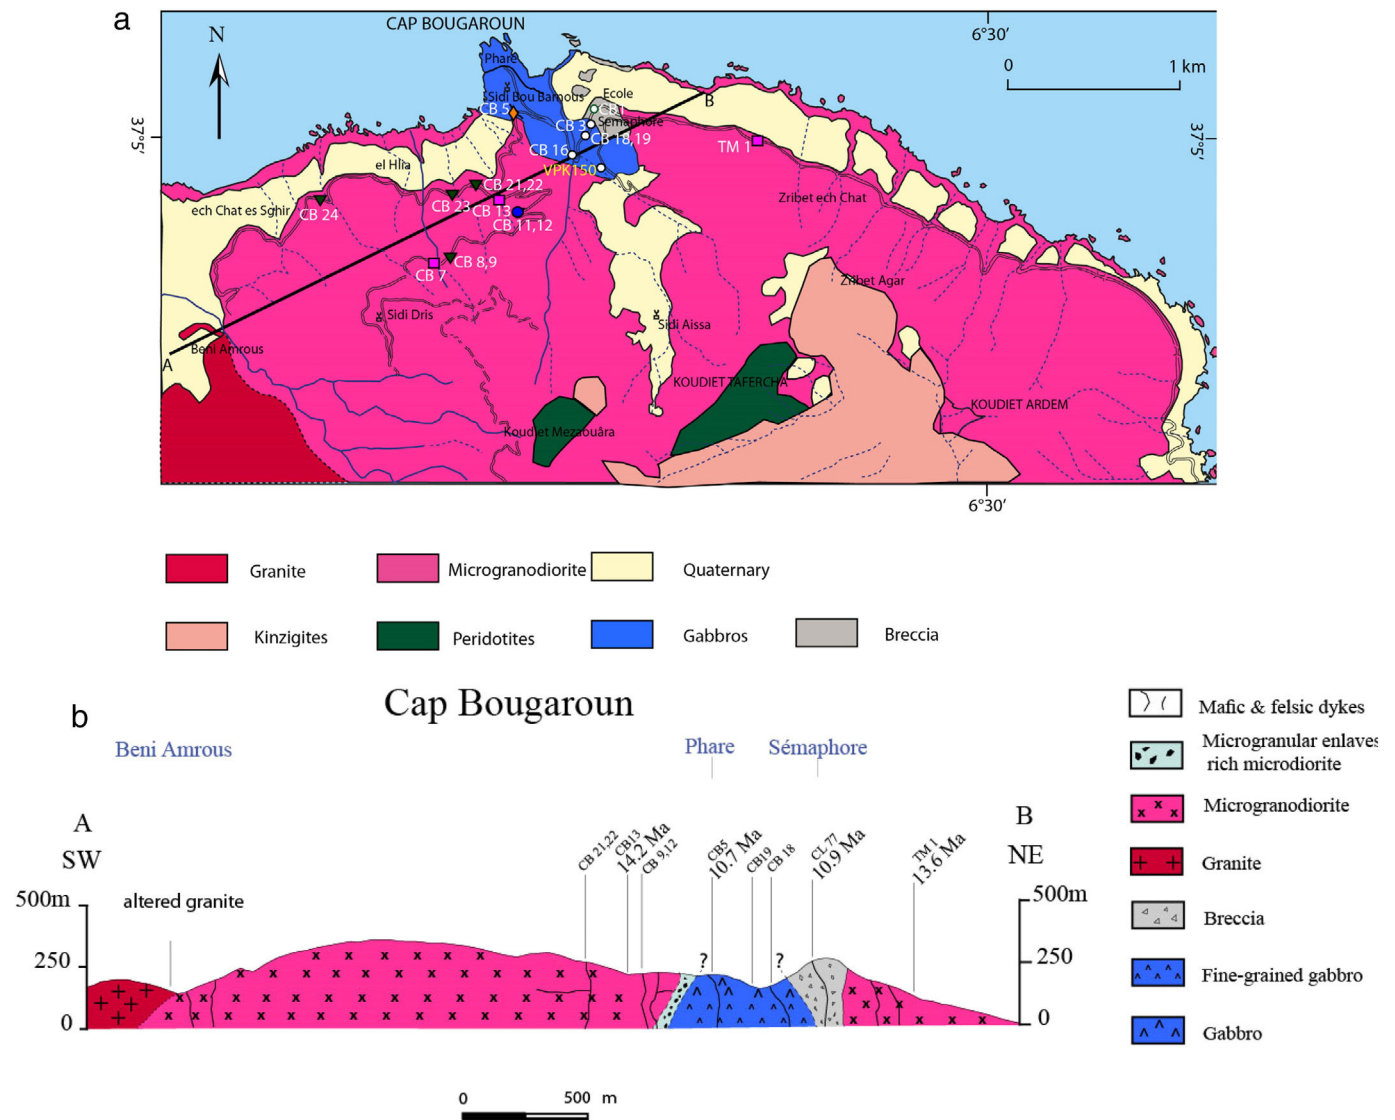 a
CAP BOUGAROUN
N
6°30′
0
1 km
37°5′
37°5′
Phare
Sidi Bou Bamous
Ecole
CB 5
CB1
B
Sémaphore
CB 3
CB 18,19
CB 16
TM 1
el Hlia
VPK150
CB 21,22
ech Chat es Sghir
CB 24
CB 23
CB 13
CB 11,12
Zribet ech Chat
CB 8,9
CB 7
Zribet Agar
Sidi Dris
Sidi Aissa
Beni Amrous
A
KOUDIET TAFERCHA
KOUDIET ARDEM
Koudiet Mezaouâra
6°30′
Granite
Microgranodiorite
Quaternary
Kinzigites
Peridotites
Gabbros
Breccia
b
Cap Bougaroun
Beni Amrous
Phare
Sémaphore
A
SW
B
NE
CB 21,22
CB13
14.2 Ma
CB 9,12
CB5
10.7 Ma
CB19
CB 18
CL 77
10.9 Ma
TM 1
13.6 Ma
500m
250
0
altered granite
?
?
500m
250
0
0
500 m
Mafic & felsic dykes
Microgranular enlaves
rich microdiorite
Microgranodiorite
Granite
Breccia
Fine-grained gabbro
Gabbro